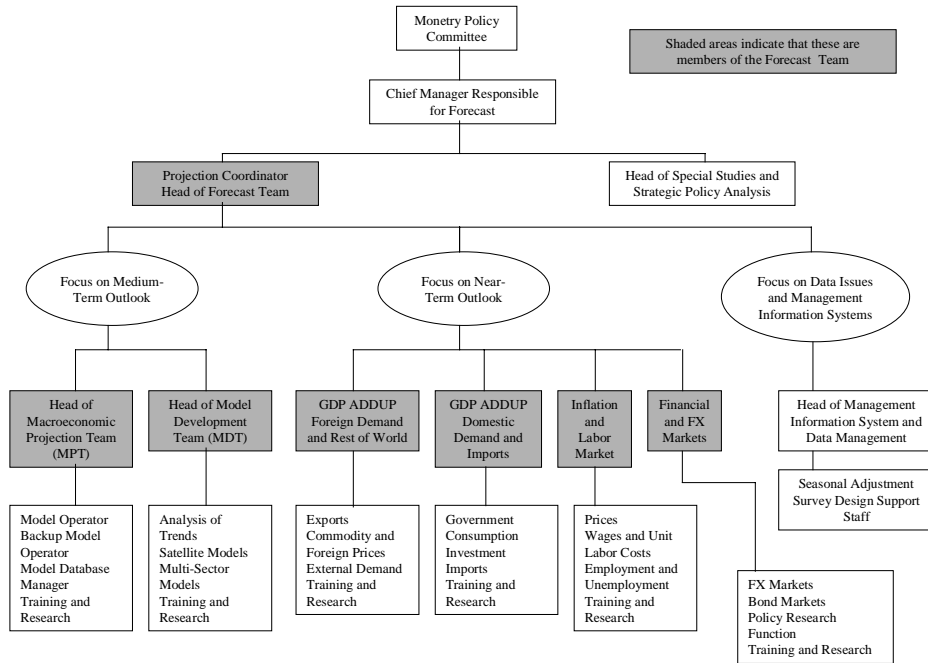 Monetry Policy
Committee
Shaded areas indicate that these are
members of the Forecast Team
Chief Manager Responsible
for Forecast
Projection Coordinator
Head of Forecast Team
Head of Special Studies and
Strategic Policy Analysis
Focus on Medium-
Term Outlook
Focus on Near-
Term Outlook
Focus on Data Issues
and Management
Information Systems
Head of
Macroeconomic
Projection Team
(MPT)
Head of Model
Development
Team (MDT)
GDP ADDUP
Foreign Demand
and Rest of World
GDP ADDUP
Domestic
Demand and
Imports
Inflation
and
Labor
Market
Financial
and FX
Markets
Head of Management
Information System and
Data Management
Seasonal Adjustment
Survey Design Support
Staff
Model Operator
Backup Model
Operator
Model Database
Manager
Training and
Research
Analysis of
Trends
Satellite Models
Multi-Sector
Models
Training and
Research
Exports
Commodity and
Foreign Prices
External Demand
Training and
Research
Government
Consumption
Investment
Imports
Training and
Research
Prices
Wages and Unit
Labor Costs
Employment and
Unemployment
Training and
Research
FX Markets
Bond Markets
Policy Research
Function
Training and Research